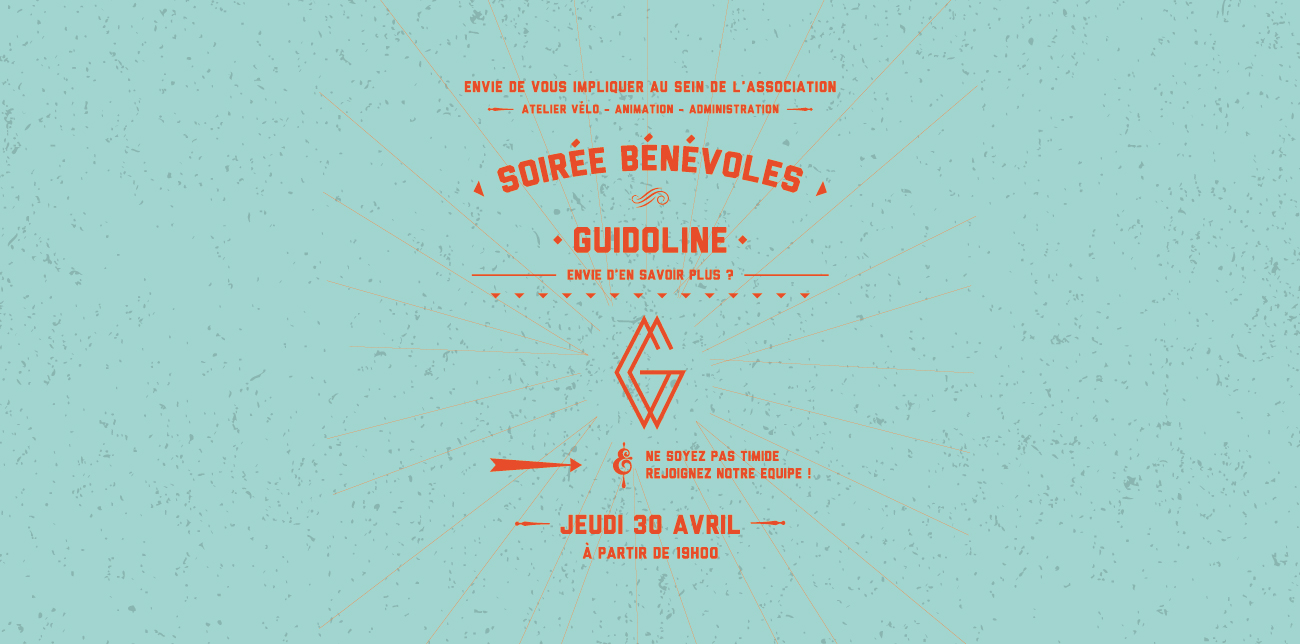 ENVIE DE VOUS IMPLIQUER AU SEIN DE L'ASSOCIATION
ATELIER VÉLO - ANIMATION - ADMINISTRATION
SOIRÉE BÉNÉVOLES
GUIDOLINE
ENVIE D'EN SAVOIR PLUS ?
G
&
NE SOYEZ PAS TIMIDE
REJOIGNEZ NOTRE EQUIPE !
JEUDI 30 AVRIL
À PARTIR DE 19H00